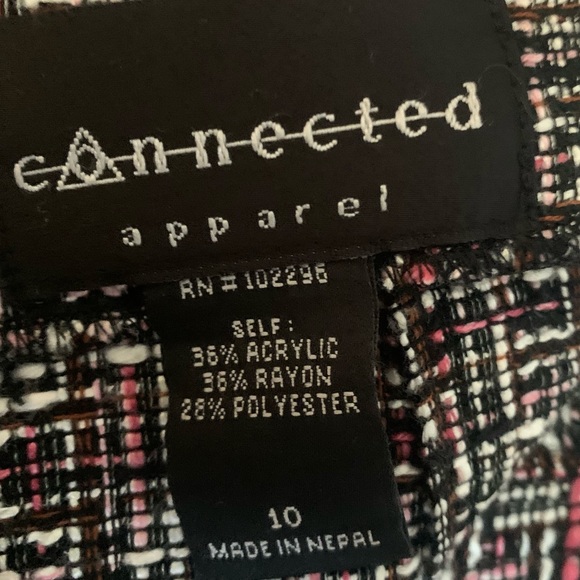 connected
apparel
RN#102296
SELF:
36% ACRYLIC
36% RAYON
28% POLYESTER
10
MADE IN NEPAL